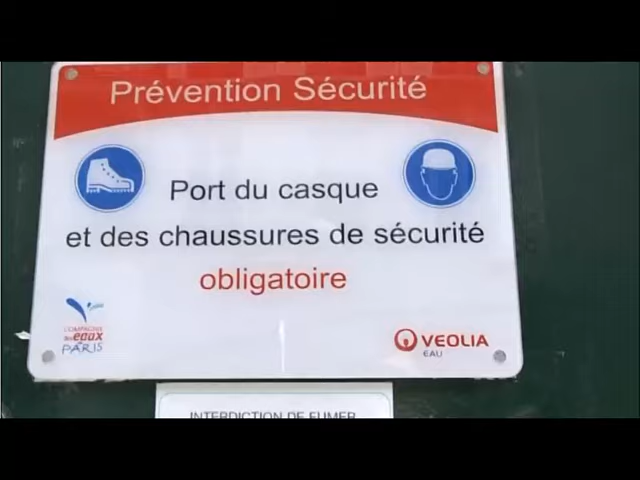 Prévention Sécurité
Port du casque
et des chaussures de sécurité
obligatoire
COMPAGNIE
DES eaux
DE PARIS
VEOLIA
EAU
INTERDICTION DE FUMER